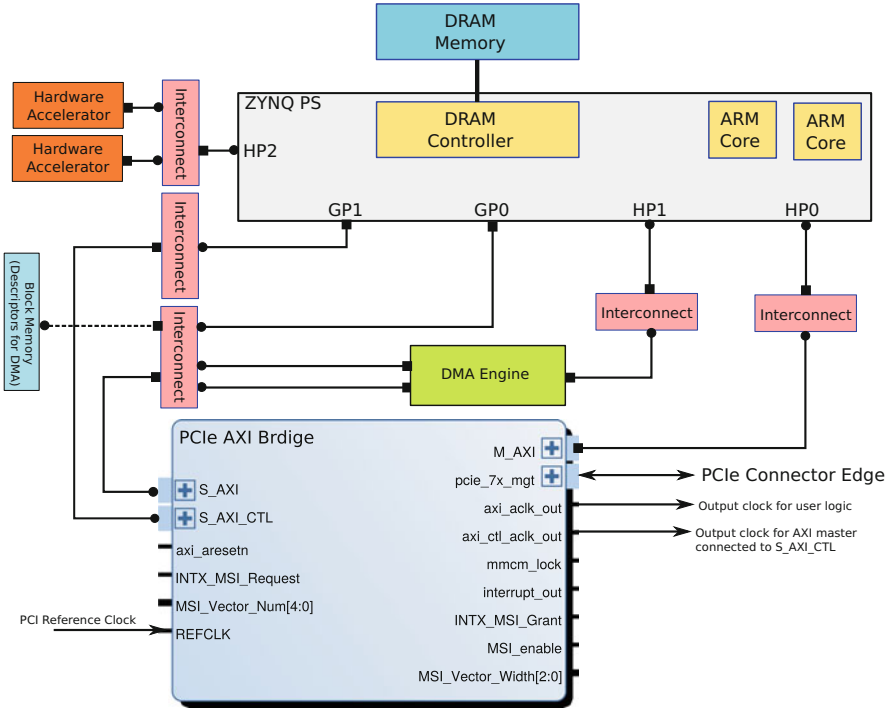 DRAM
Memory
Hardware
Accelerator
Hardware
Accelerator
Interconnect
ZYNQ PS
DRAM
Controller
ARM
Core
ARM
Core
HP2
GP1
GP0
HP1
HP0
Interconnect
Block Memory
(Descriptors for DMA)
Interconnect
Interconnect
Interconnect
DMA Engine
PCIe AXI Brdige
M_AXI
pcie_7x_mgt
PCIe Connector Edge
S_AXI
axi_aclk_out
Output clock for user logic
S_AXI_CTL
axi_ctl_aclk_out
Output clock for AXI master
connected to S_AXI_CTL
axi_aresetn
mmcm_lock
INTX_MSI_Request
interrupt_out
MSI_Vector_Num[4:0]
INTX_MSI_Grant
PCI Reference Clock
REFCLK
MSI_enable
MSI_Vector_Width[2:0]